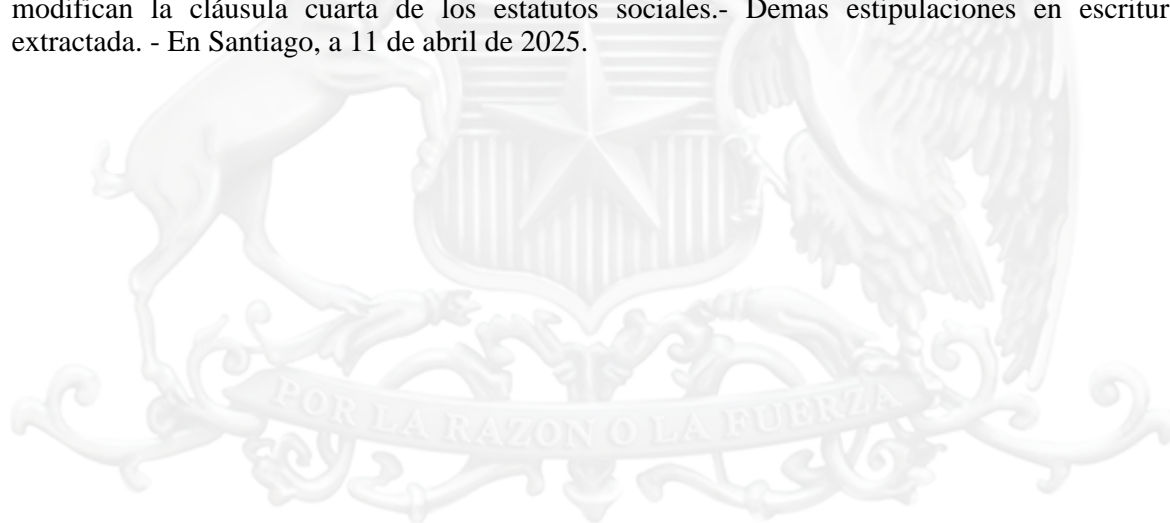 modifican la cláusula cuarta de los estatutos sociales.- Demas estipulaciones en escritur
extractada. - En Santiago, a 11 de abril de 2025.
POR LA RAZON O LA FUERZA